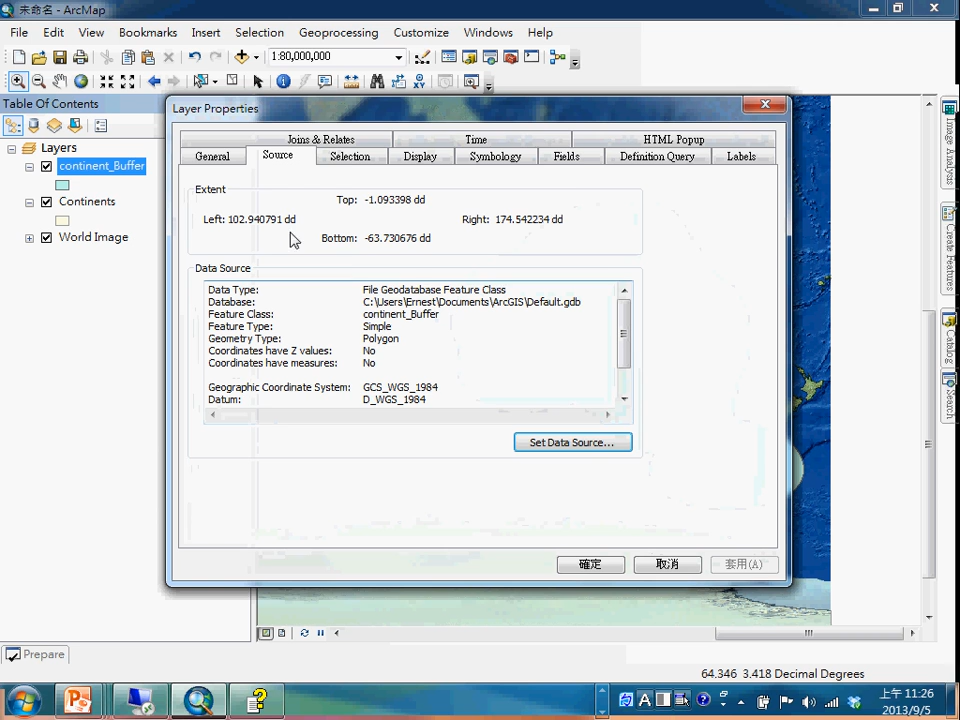 未命名 - ArcMap
File Edit View Bookmarks Insert Selection Geoprocessing Customize Windows Help
1:80,000,000
Table Of Contents
Layers
continent_Buffer
Continents
World Image
Layer Properties
Joins & Relates Time HTML Popup
General Source Selection Display Symbology Fields Definition Query Labels
Extent
Top: -1.093398 dd
Left: 102.940791 dd Right: 174.542234 dd
Bottom: -63.730676 dd
Data Source
Data Type: File Geodatabase Feature Class
Database: C:\Users\Ernest\Documents\ArcGIS\Default.gdb
Feature Class: continent_Buffer
Feature Type: Simple
Geometry Type: Polygon
Coordinates have Z values: No
Coordinates have measures: No
Geographic Coordinate System: GCS_WGS_1984
Datum: D_WGS_1984
Set Data Source...
確定 取消 套用(A)
Image Analysis
Create Features
Catalog
Search
Prepare
64.346 3.418 Decimal Degrees
上午 11:26
2013/9/5